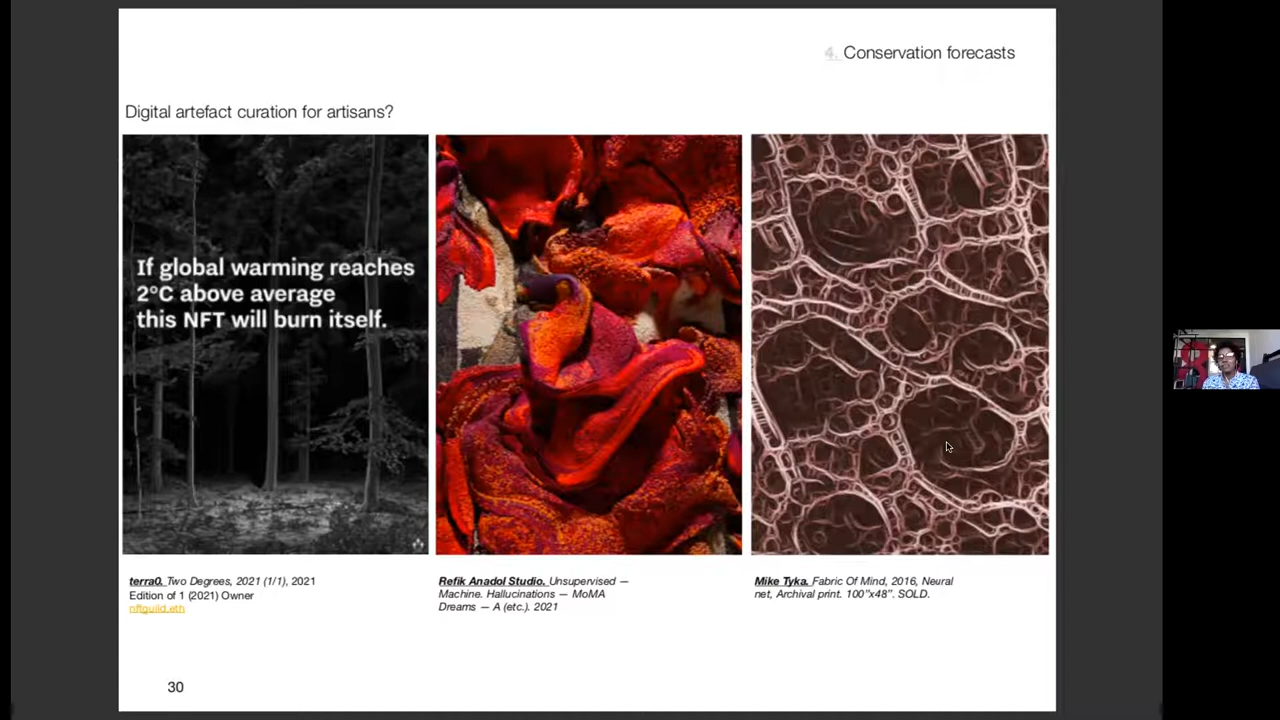 4. Conservation forecasts
Digital artefact curation for artisans?
If global warming reaches
2°C above average
this NFT will burn itself.
terra0. Two Degrees, 2021 (1/1), 2021
Edition of 1 (2021) Owner
nftguild.eth
Refik Anadol Studio. Unsupervised —
Machine. Hallucinations — MoMA
Dreams — A (etc.). 2021
Mike Tyka. Fabric Of Mind, 2016, Neural
net, Archival print. 100"x48". SOLD.
30